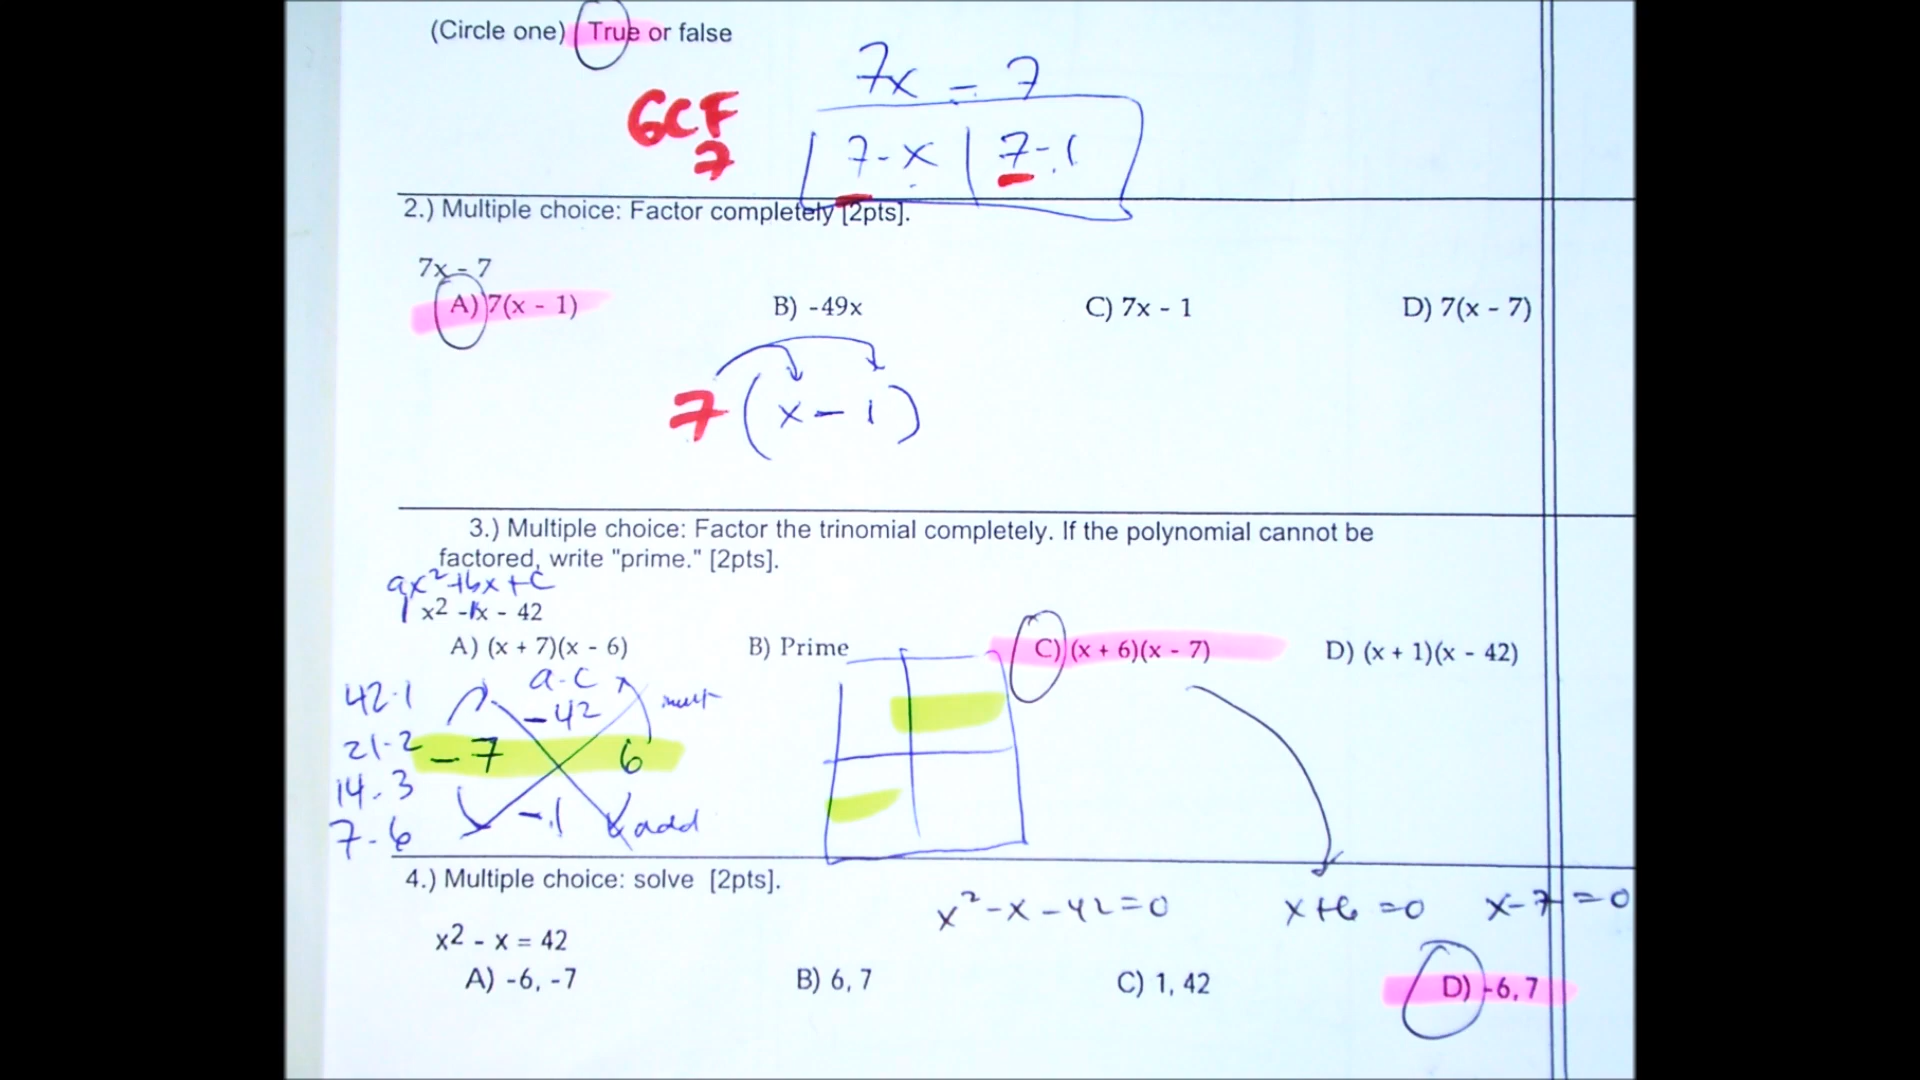 (Circle one) True or false
7x - 7
GCF
7
7-x | 7-1
2.) Multiple choice: Factor completely [2pts].
7x - 7
A) 7(x - 1) B) -49x C) 7x - 1 D) 7(x - 7)
7(x-1)
3.) Multiple choice: Factor the trinomial completely. If the polynomial cannot be
factored, write "prime." [2pts].
ax²+bx+c
1x2 -1x - 42
A) (x + 7)(x - 6) B) Prime C) (x + 6)(x - 7) D) (x + 1)(x - 42)
42·1
a·c
-42
mult
21·2
-7 6
14·3
7·6
-1
add
4.) Multiple choice: solve [2pts].
x²-x-42=0 x+6=0 x-7=0
x2 - x = 42
A) -6, -7 B) 6, 7 C) 1, 42 D) -6, 7